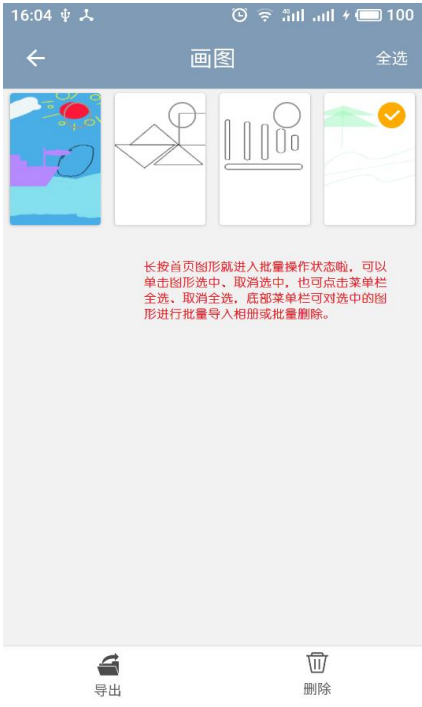 16:04 4G 100
画图 全选
长按首页图形就进入批量操作状态啦，可以
单击图形选中、取消选中，也可点击菜单栏
全选、取消全选，底部菜单栏可对选中的图
形进行批量导入相册或批量删除。
导出 删除